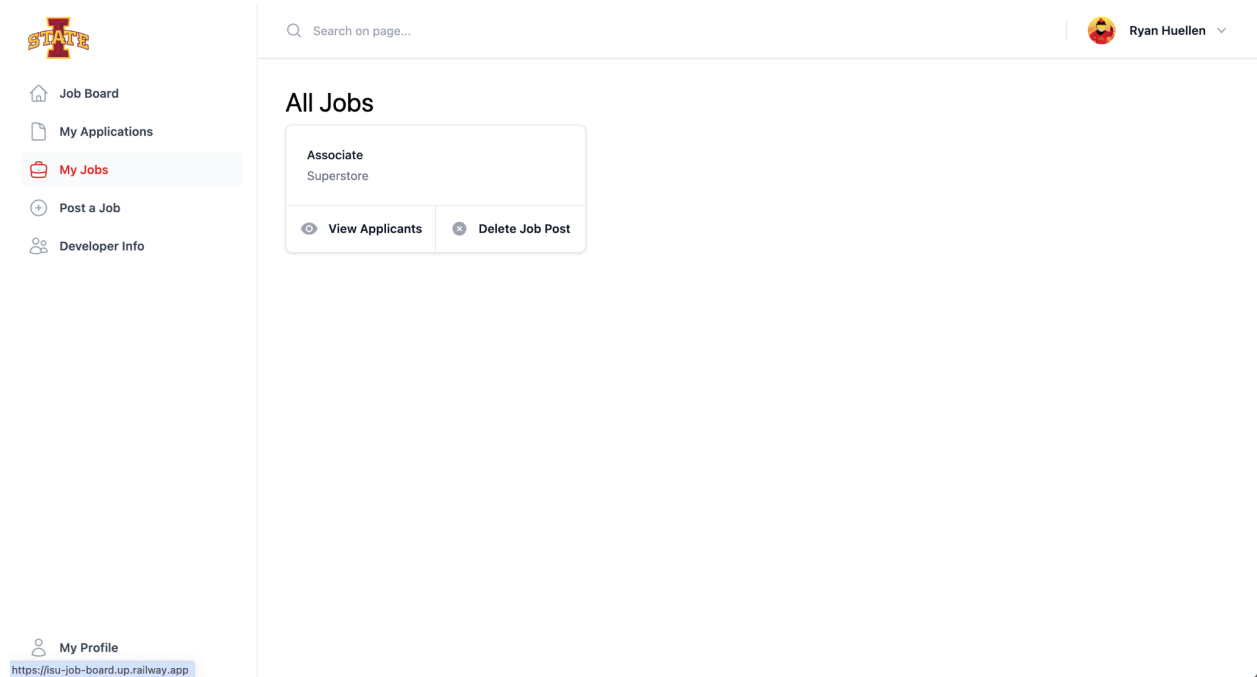 STATE
Search on page...
Ryan Huellen
Job Board
My Applications
My Jobs
Post a Job
Developer Info
All Jobs
Associate
Superstore
View Applicants
Delete Job Post
My Profile
https://isu-job-board.up.railway.app